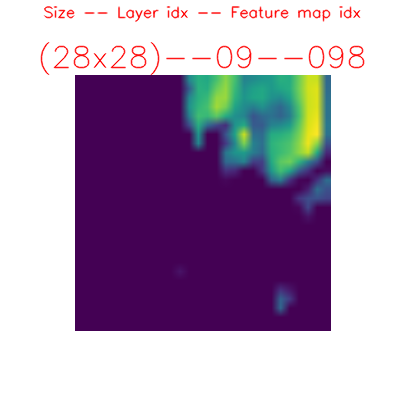 Size -- Layer idx -- Feature map idx
(28x28)--09--098